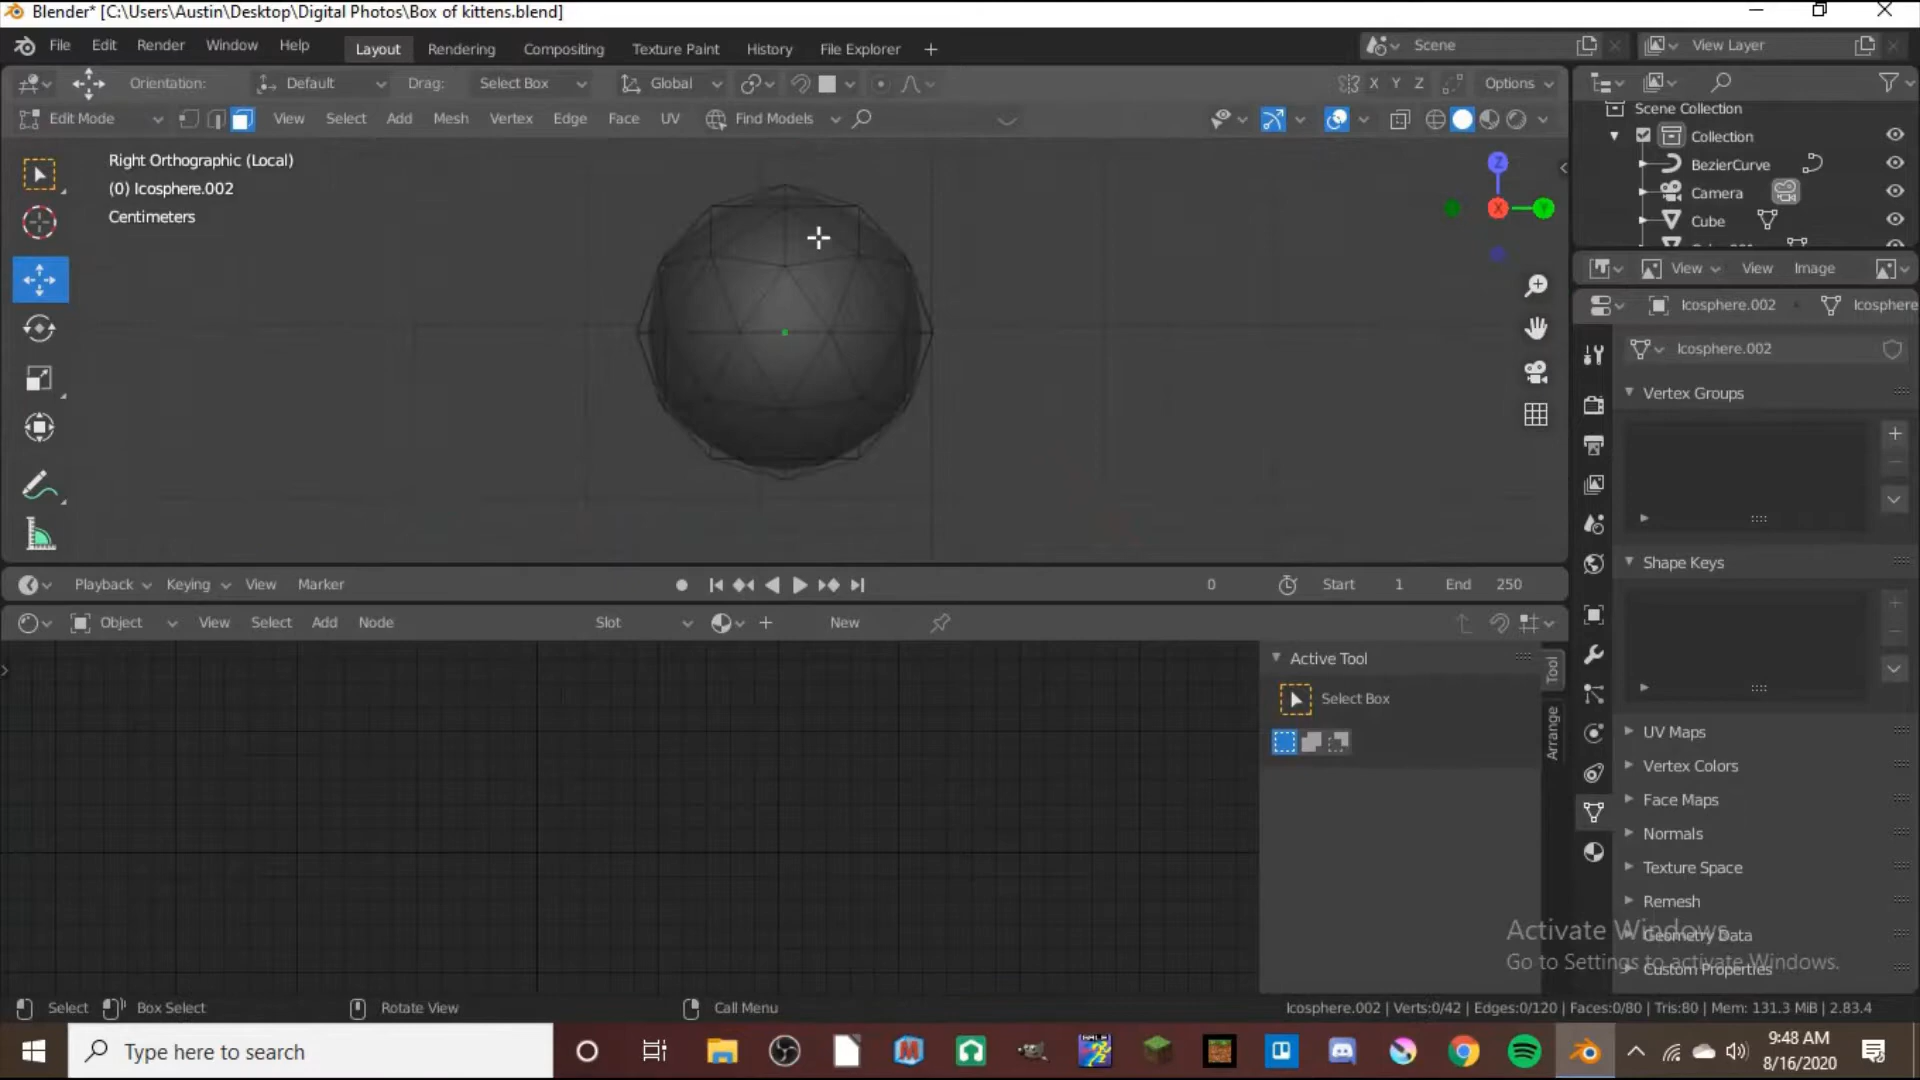 Blender* [C:\Users\Austin\Desktop\Digital Photos\Box of kittens.blend]
File Edit Render Window Help Layout Rendering Compositing Texture Paint History File Explorer + Scene View Layer
Orientation: Default Drag: Select Box Global X Y Z Options
Edit Mode View Select Add Mesh Vertex Edge Face UV Find Models
Right Orthographic (Local)
(0) Icosphere.002
Centimeters
Z
X
Y
Scene Collection
Collection
BezierCurve
Camera
Cube
View View Image
Icosphere.002 Icosphere
Icosphere.002
Vertex Groups
Shape Keys
UV Maps
Vertex Colors
Face Maps
Normals
Texture Space
Remesh
Geometry Data
Custom Properties
Playback Keying View Marker 0 Start 1 End 250
Object View Select Add Node Slot New
Active Tool
Select Box
Tool
Arrange
Activate Windows
Go to Settings to activate Windows.
Select Box Select Rotate View Call Menu Icosphere.002 | Verts:0/42 | Edges:0/120 | Faces:0/80 | Tris:80 | Mem: 131.3 MiB | 2.83.4
Type here to search
9:48 AM
8/16/2020